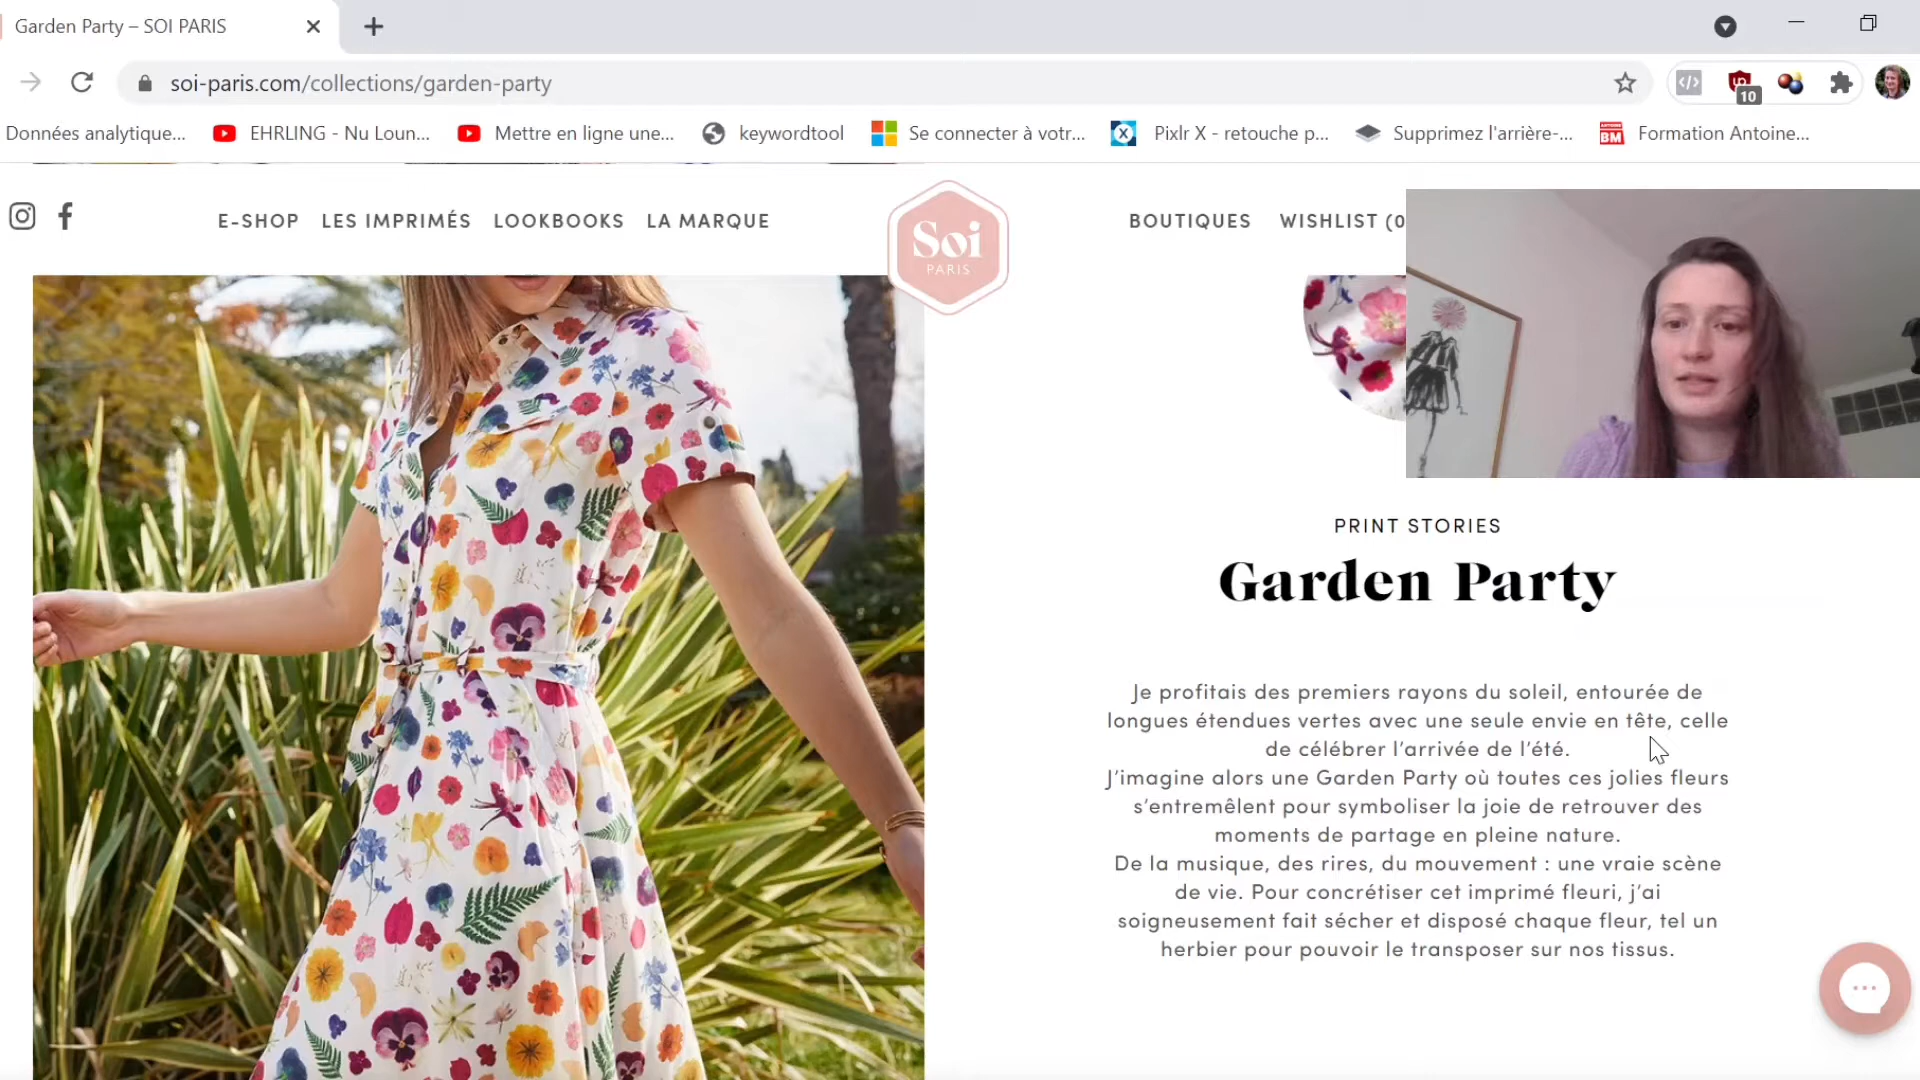 Garden Party – SOI PARIS
soi-paris.com/collections/garden-party
10
Données analytique...
EHRLING - Nu Loun...
Mettre en ligne une...
keywordtool
Se connecter à votr...
Pixlr X - retouche p...
Supprimez l'arrière-...
BM
Formation Antoine...
E-SHOP
LES IMPRIMÉS
LOOKBOOKS
LA MARQUE
Soi
PARIS
BOUTIQUES
WISHLIST (0
PRINT STORIES
Garden Party
Je profitais des premiers rayons du soleil, entourée de
longues étendues vertes avec une seule envie en tête, celle
de célébrer l'arrivée de l'été.
J'imagine alors une Garden Party où toutes ces jolies fleurs
s'entremêlent pour symboliser la joie de retrouver des
moments de partage en pleine nature.
De la musique, des rires, du mouvement : une vraie scène
de vie. Pour concrétiser cet imprimé fleuri, j'ai
soigneusement fait sécher et disposé chaque fleur, tel un
herbier pour pouvoir le transposer sur nos tissus.